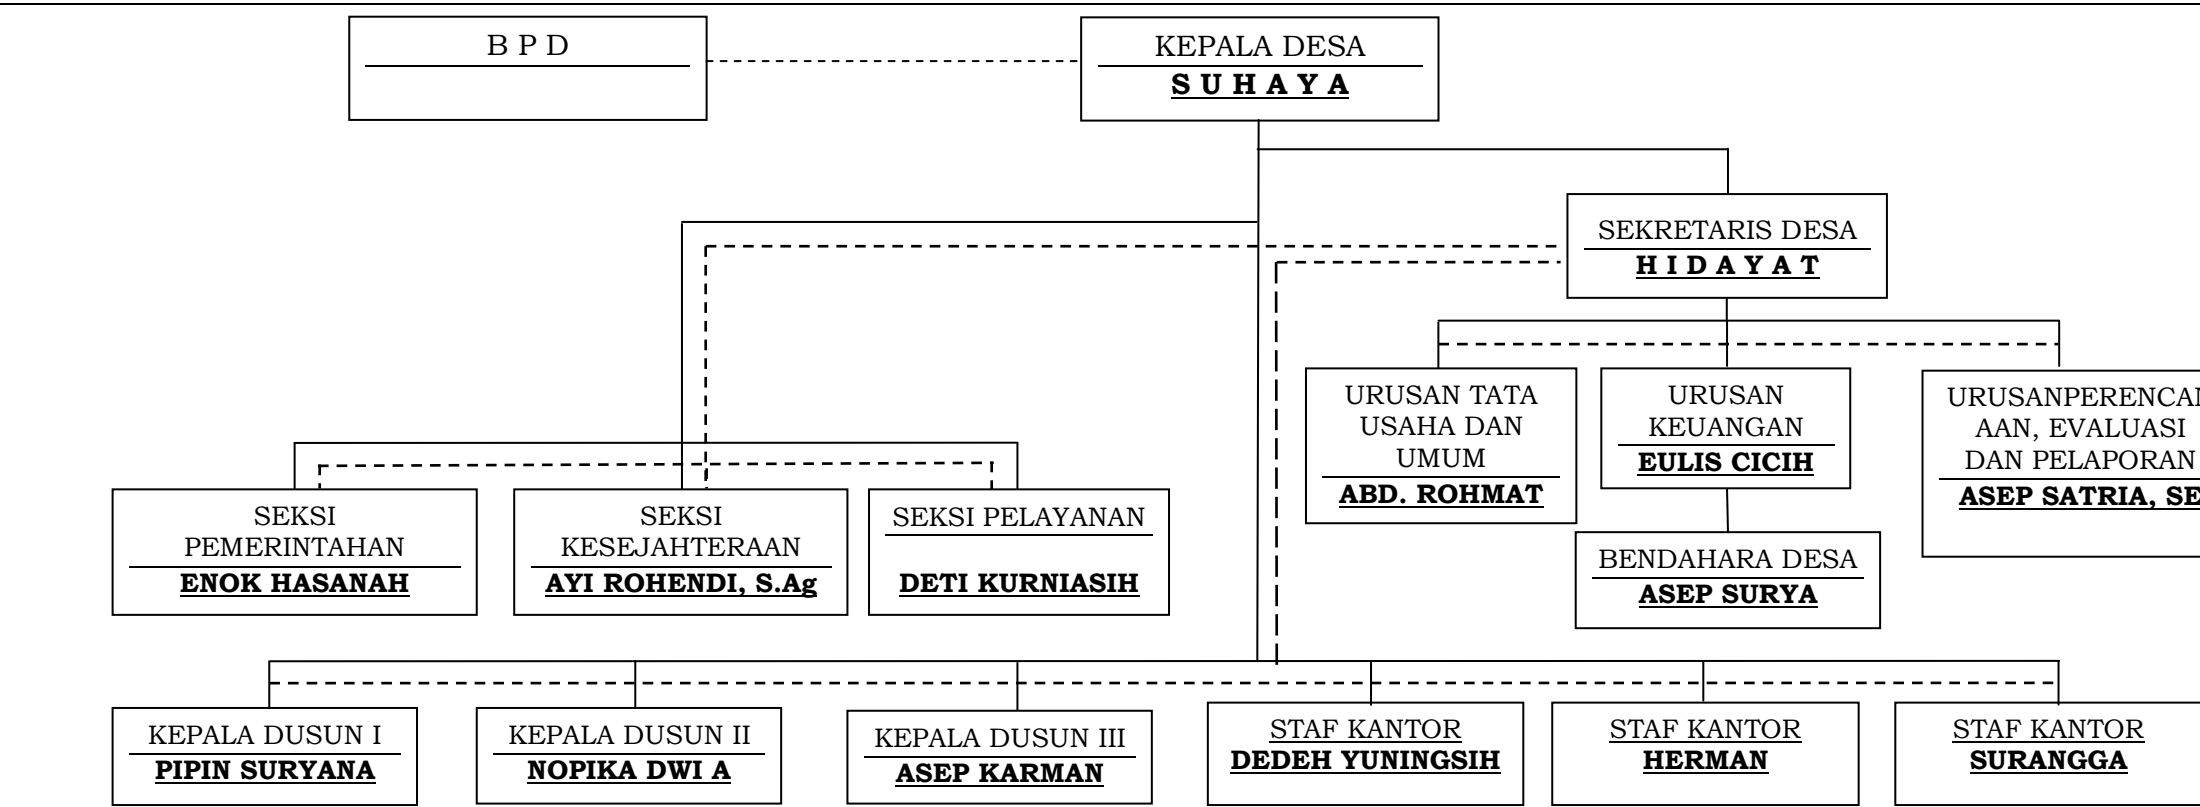 B P D
KEPALA DESA
S U H A Y A
SEKRETARIS DESA
H I D A Y A T
URUSAN TATA
USAHA DAN
UMUM
ABD. ROHMAT
URUSAN
KEUANGAN
EULIS CICIH
URUSANPERENCAN
AAN, EVALUASI
DAN PELAPORAN
ASEP SATRIA, SE
SEKSI
PEMERINTAHAN
ENOK HASANAH
SEKSI
KESEJAHTERAAN
AYI ROHENDI, S.Ag
SEKSI PELAYANAN
DETI KURNIASIH
BENDAHARA DESA
ASEP SURYA
KEPALA DUSUN I
PIPIN SURYANA
KEPALA DUSUN II
NOPIKA DWI A
KEPALA DUSUN III
ASEP KARMAN
STAF KANTOR
DEDEH YUNINGSIH
STAF KANTOR
HERMAN
STAF KANTOR
SURANGGA